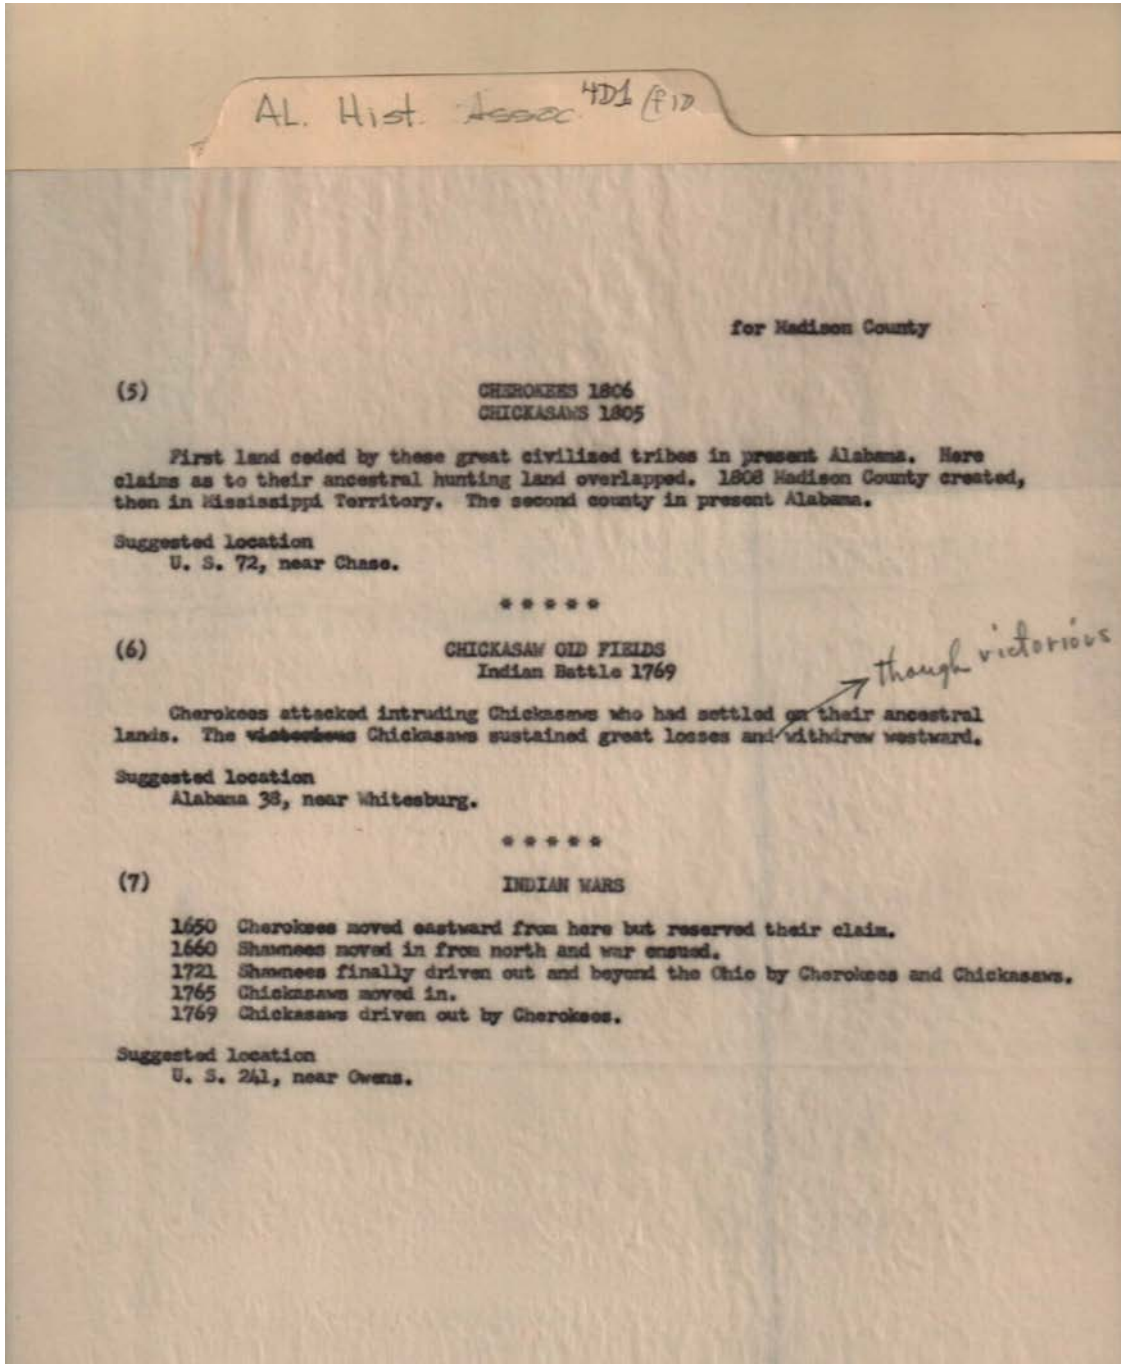 AL. Hist. Assoc. 4D1 (f10
for Madison County
(5) CHEROKEES 1806
CHICKASAWS 1805
First land ceded by these great civilized tribes in present Alabama. Here
claims as to their ancestral hunting land overlapped. 1808 Madison County created,
then in Mississippi Territory. The second county in present Alabama.
Suggested location
U. S. 72, near Chase.
* * * * *
(6) CHICKASAW OLD FIELDS
Indian Battle 1769
though victorious
Cherokees attacked intruding Chickasaws who had settled on their ancestral
lands. The victorious Chickasaws sustained great losses and withdrew westward.
Suggested location
Alabama 38, near Whitesburg.
* * * * *
(7) INDIAN WARS
1650 Cherokees moved eastward from here but reserved their claim.
1660 Shawnees moved in from north and war ensued.
1721 Shawnees finally driven out and beyond the Ohio by Cherokees and Chickasaws.
1765 Chickasaws moved in.
1769 Chickasaws driven out by Cherokees.
Suggested location
U. S. 241, near Owens.